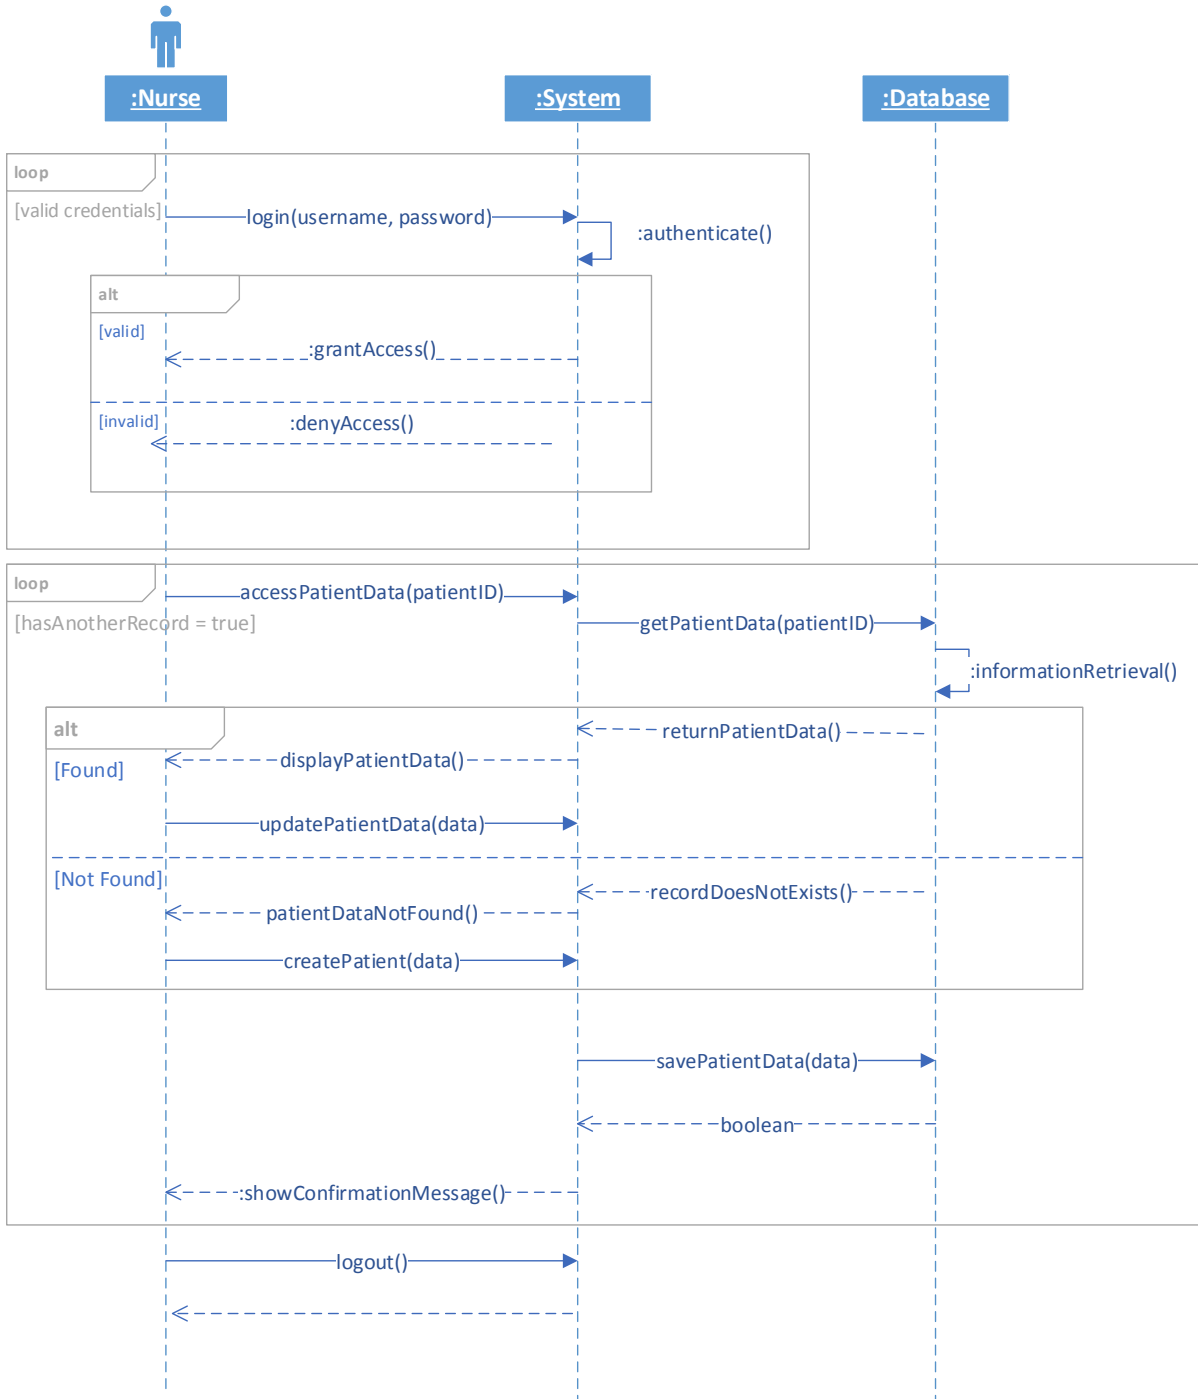 :Nurse
:System
:Database
loop
[valid credentials]
login(username, password)
:authenticate()
alt
[valid]
:grantAccess()
[invalid]
:denyAccess()
loop
accessPatientData(patientID)
[hasAnotherRecord = true]
getPatientData(patientID)
:informationRetrieval()
alt
returnPatientData()
[Found]
displayPatientData()
updatePatientData(data)
[Not Found]
recordDoesNotExists()
patientDataNotFound()
createPatient(data)
savePatientData(data)
boolean
:showConfirmationMessage()
logout()